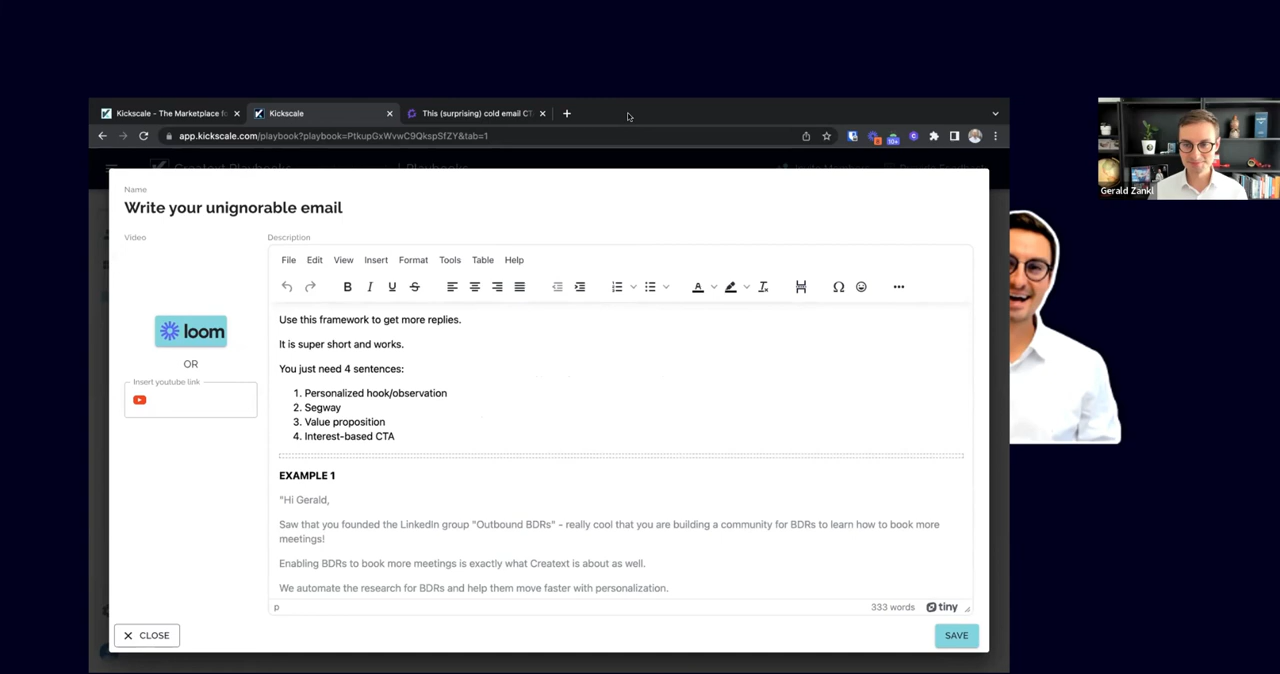 Kickscale - The Marketplace fo
Kickscale
This (surprising) cold email CT
app.kickscale.com/playbook?playbook=PtkupGxWvwC9QkspSfZY&tab=1
10+
Creatext Playbooks
Playbooks
Gerald Zankl
Name
Write your unignorable email
Video
Description
File Edit View Insert Format Tools Table Help
B I U S
Use this framework to get more replies.
It is super short and works.
You just need 4 sentences:
1. Personalized hook/observation
2. Segway
3. Value proposition
4. Interest-based CTA
loom
OR
Insert youtube link
EXAMPLE 1
"Hi Gerald,
Saw that you founded the LinkedIn group "Outbound BDRs" - really cool that you are building a community for BDRs to learn how to book more
meetings!
Enabling BDRs to book more meetings is exactly what Creatext is about as well.
We automate the research for BDRs and help them move faster with personalization.
p
333 words
tiny
CLOSE
SAVE